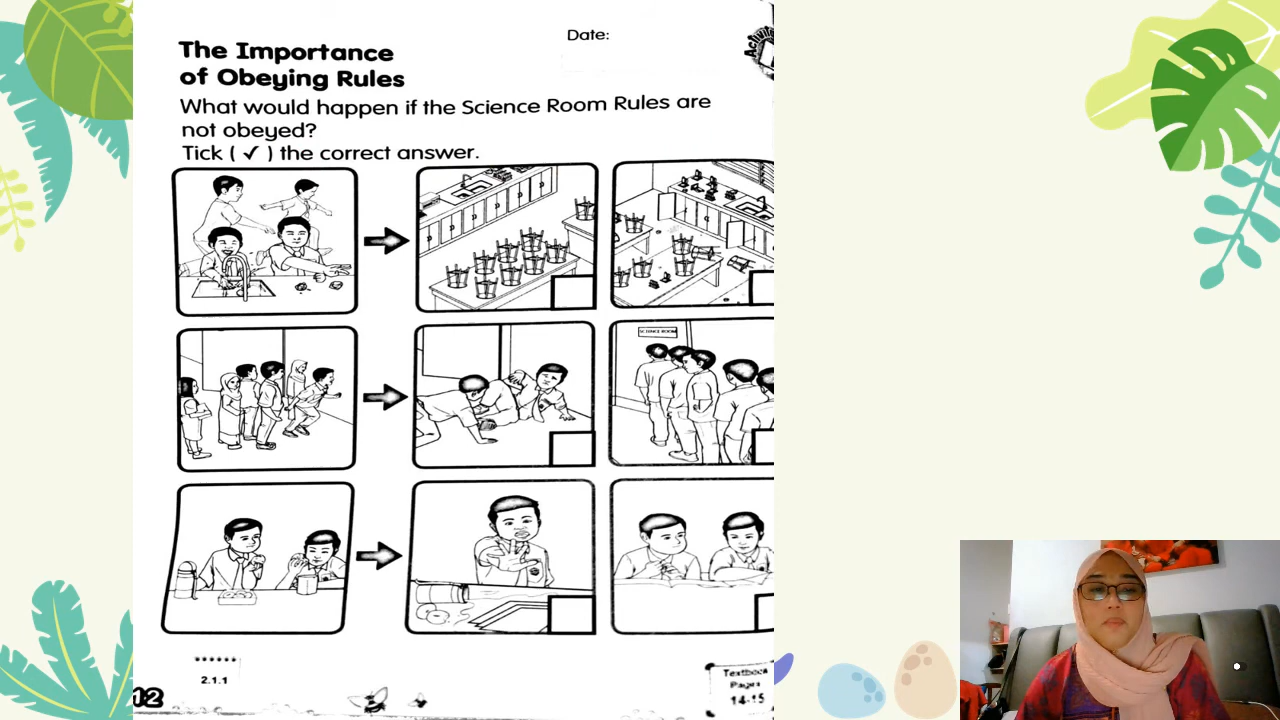 Date:
The Importance
of Obeying Rules
What would happen if the Science Room Rules are
not obeyed?
Tick ( ✓ ) the correct answer.
SCIENCE ROOM
2.1.1
Textbook
Pages
14-15